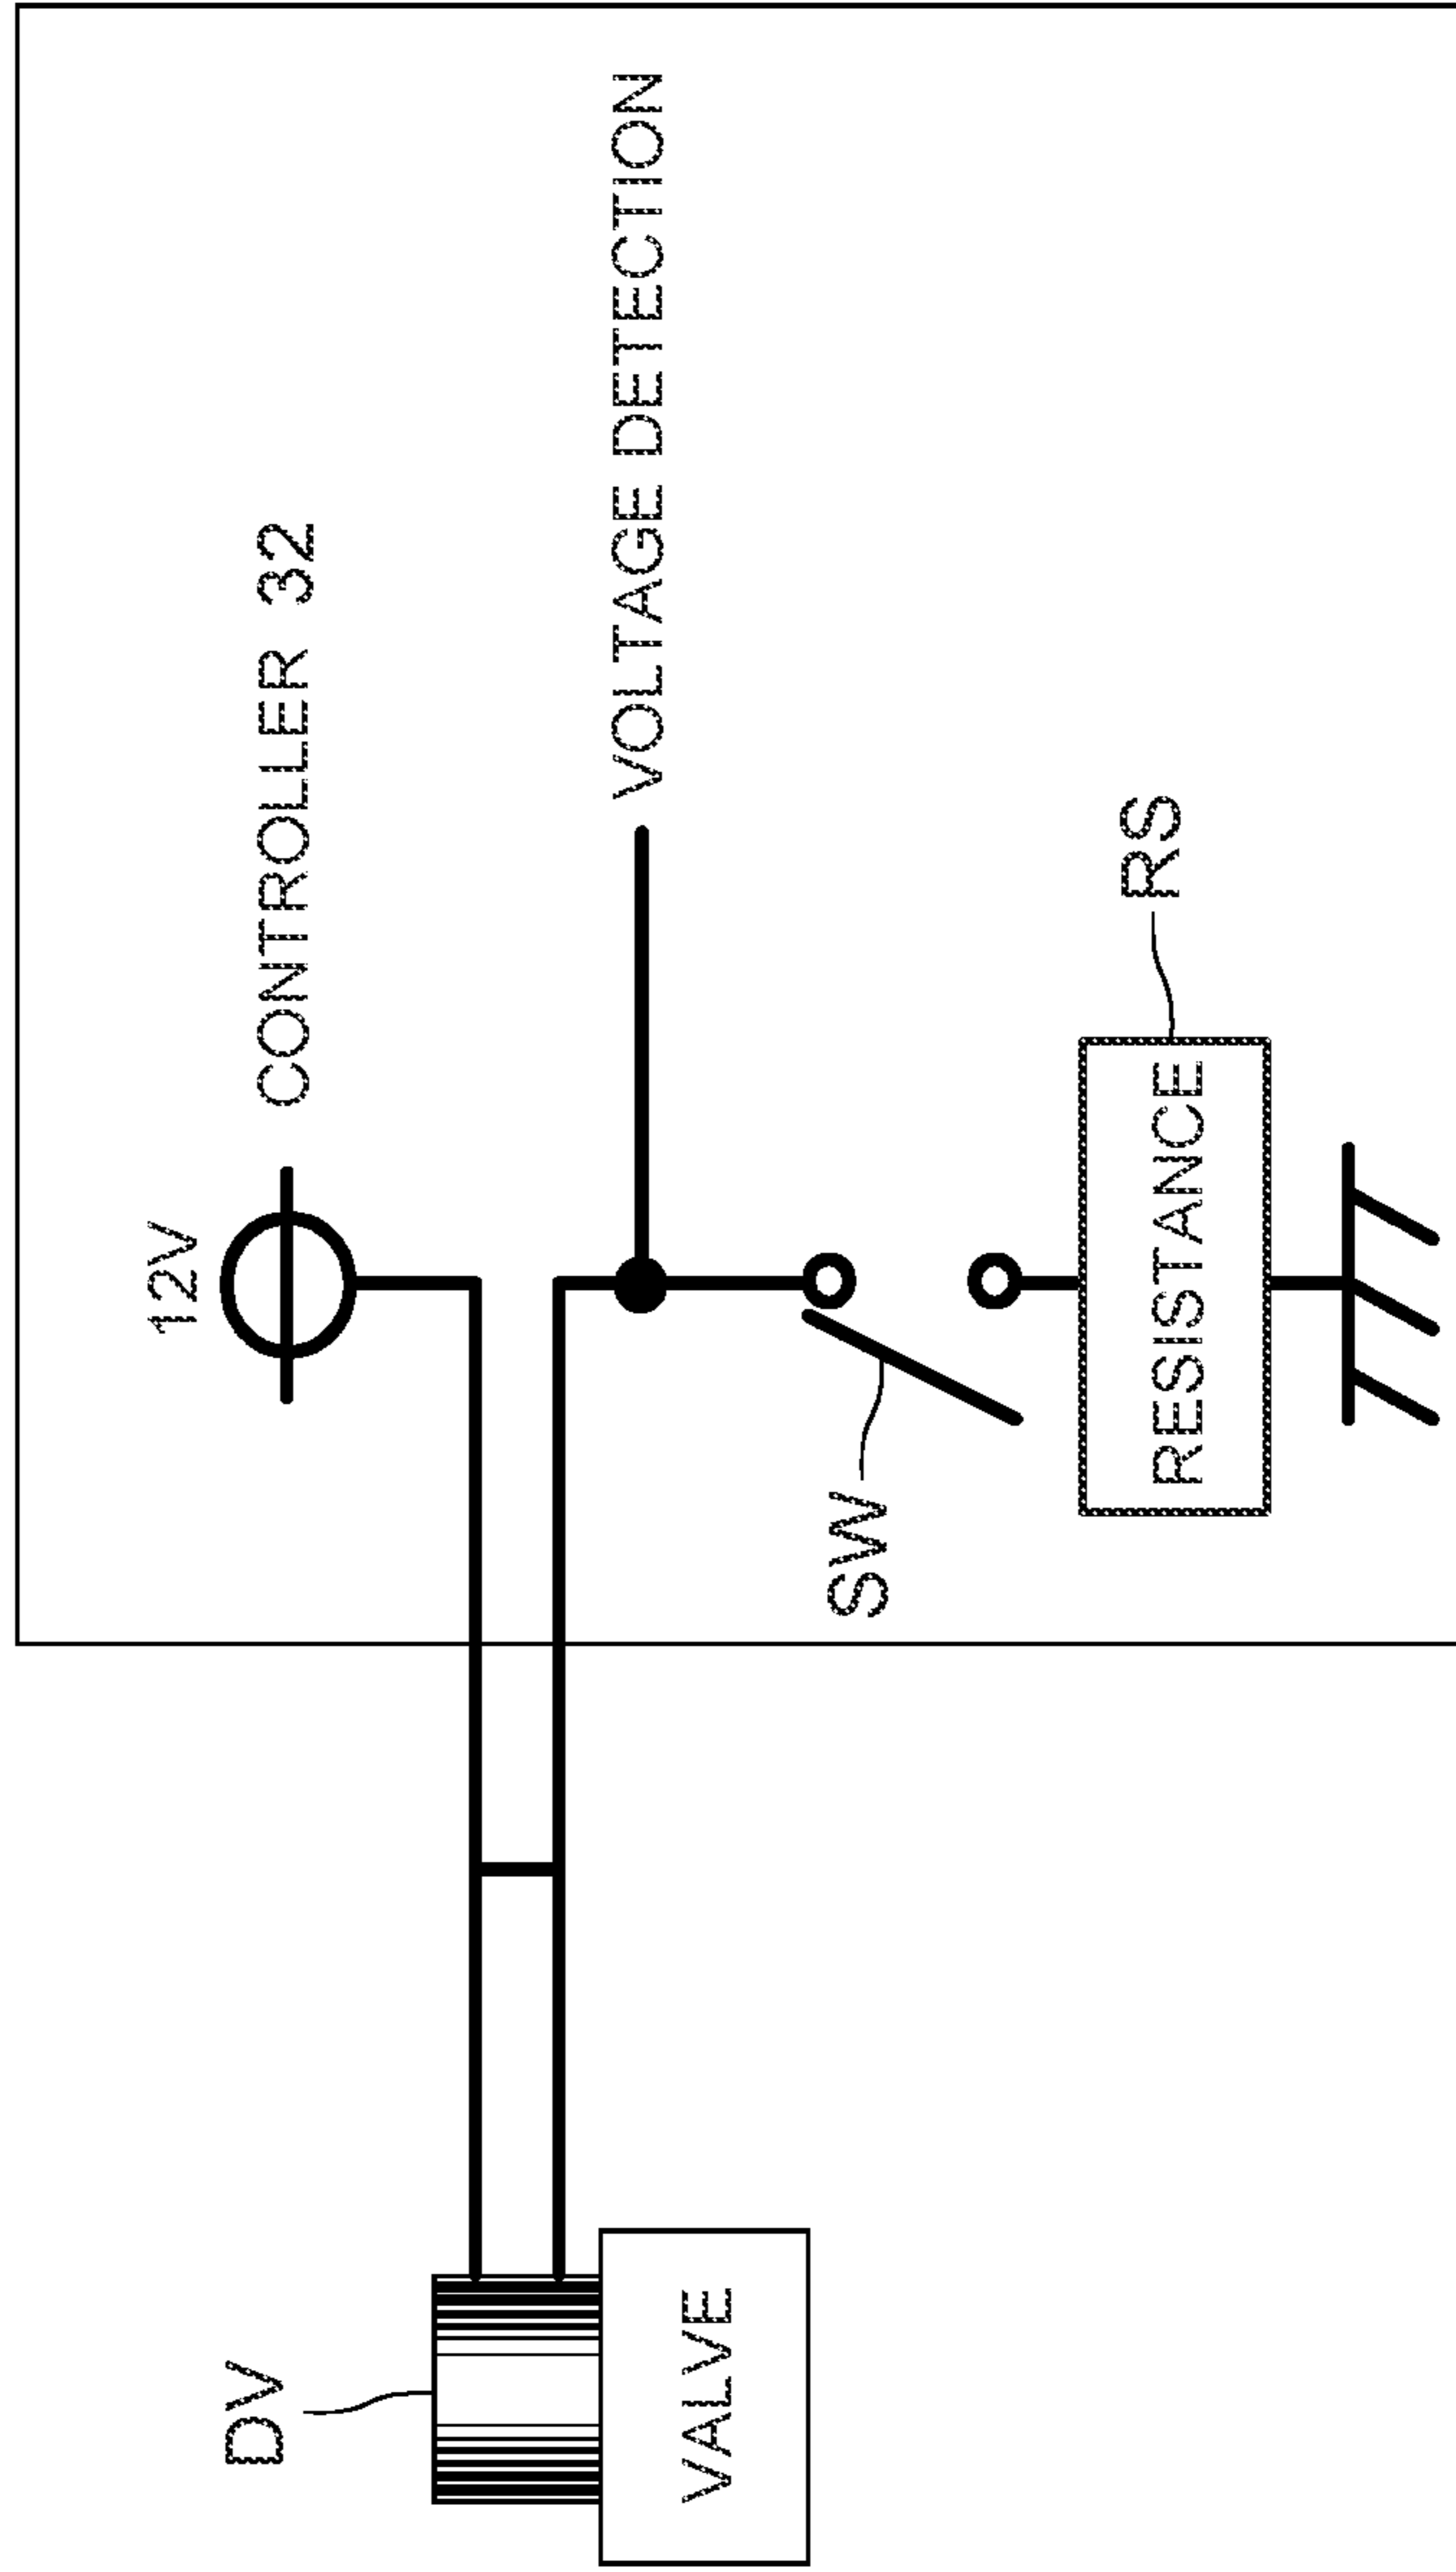 12V
CONTROLLER 32
VOLTAGE DETECTION
DV
VALVE
SW
RS
RESISTANCE